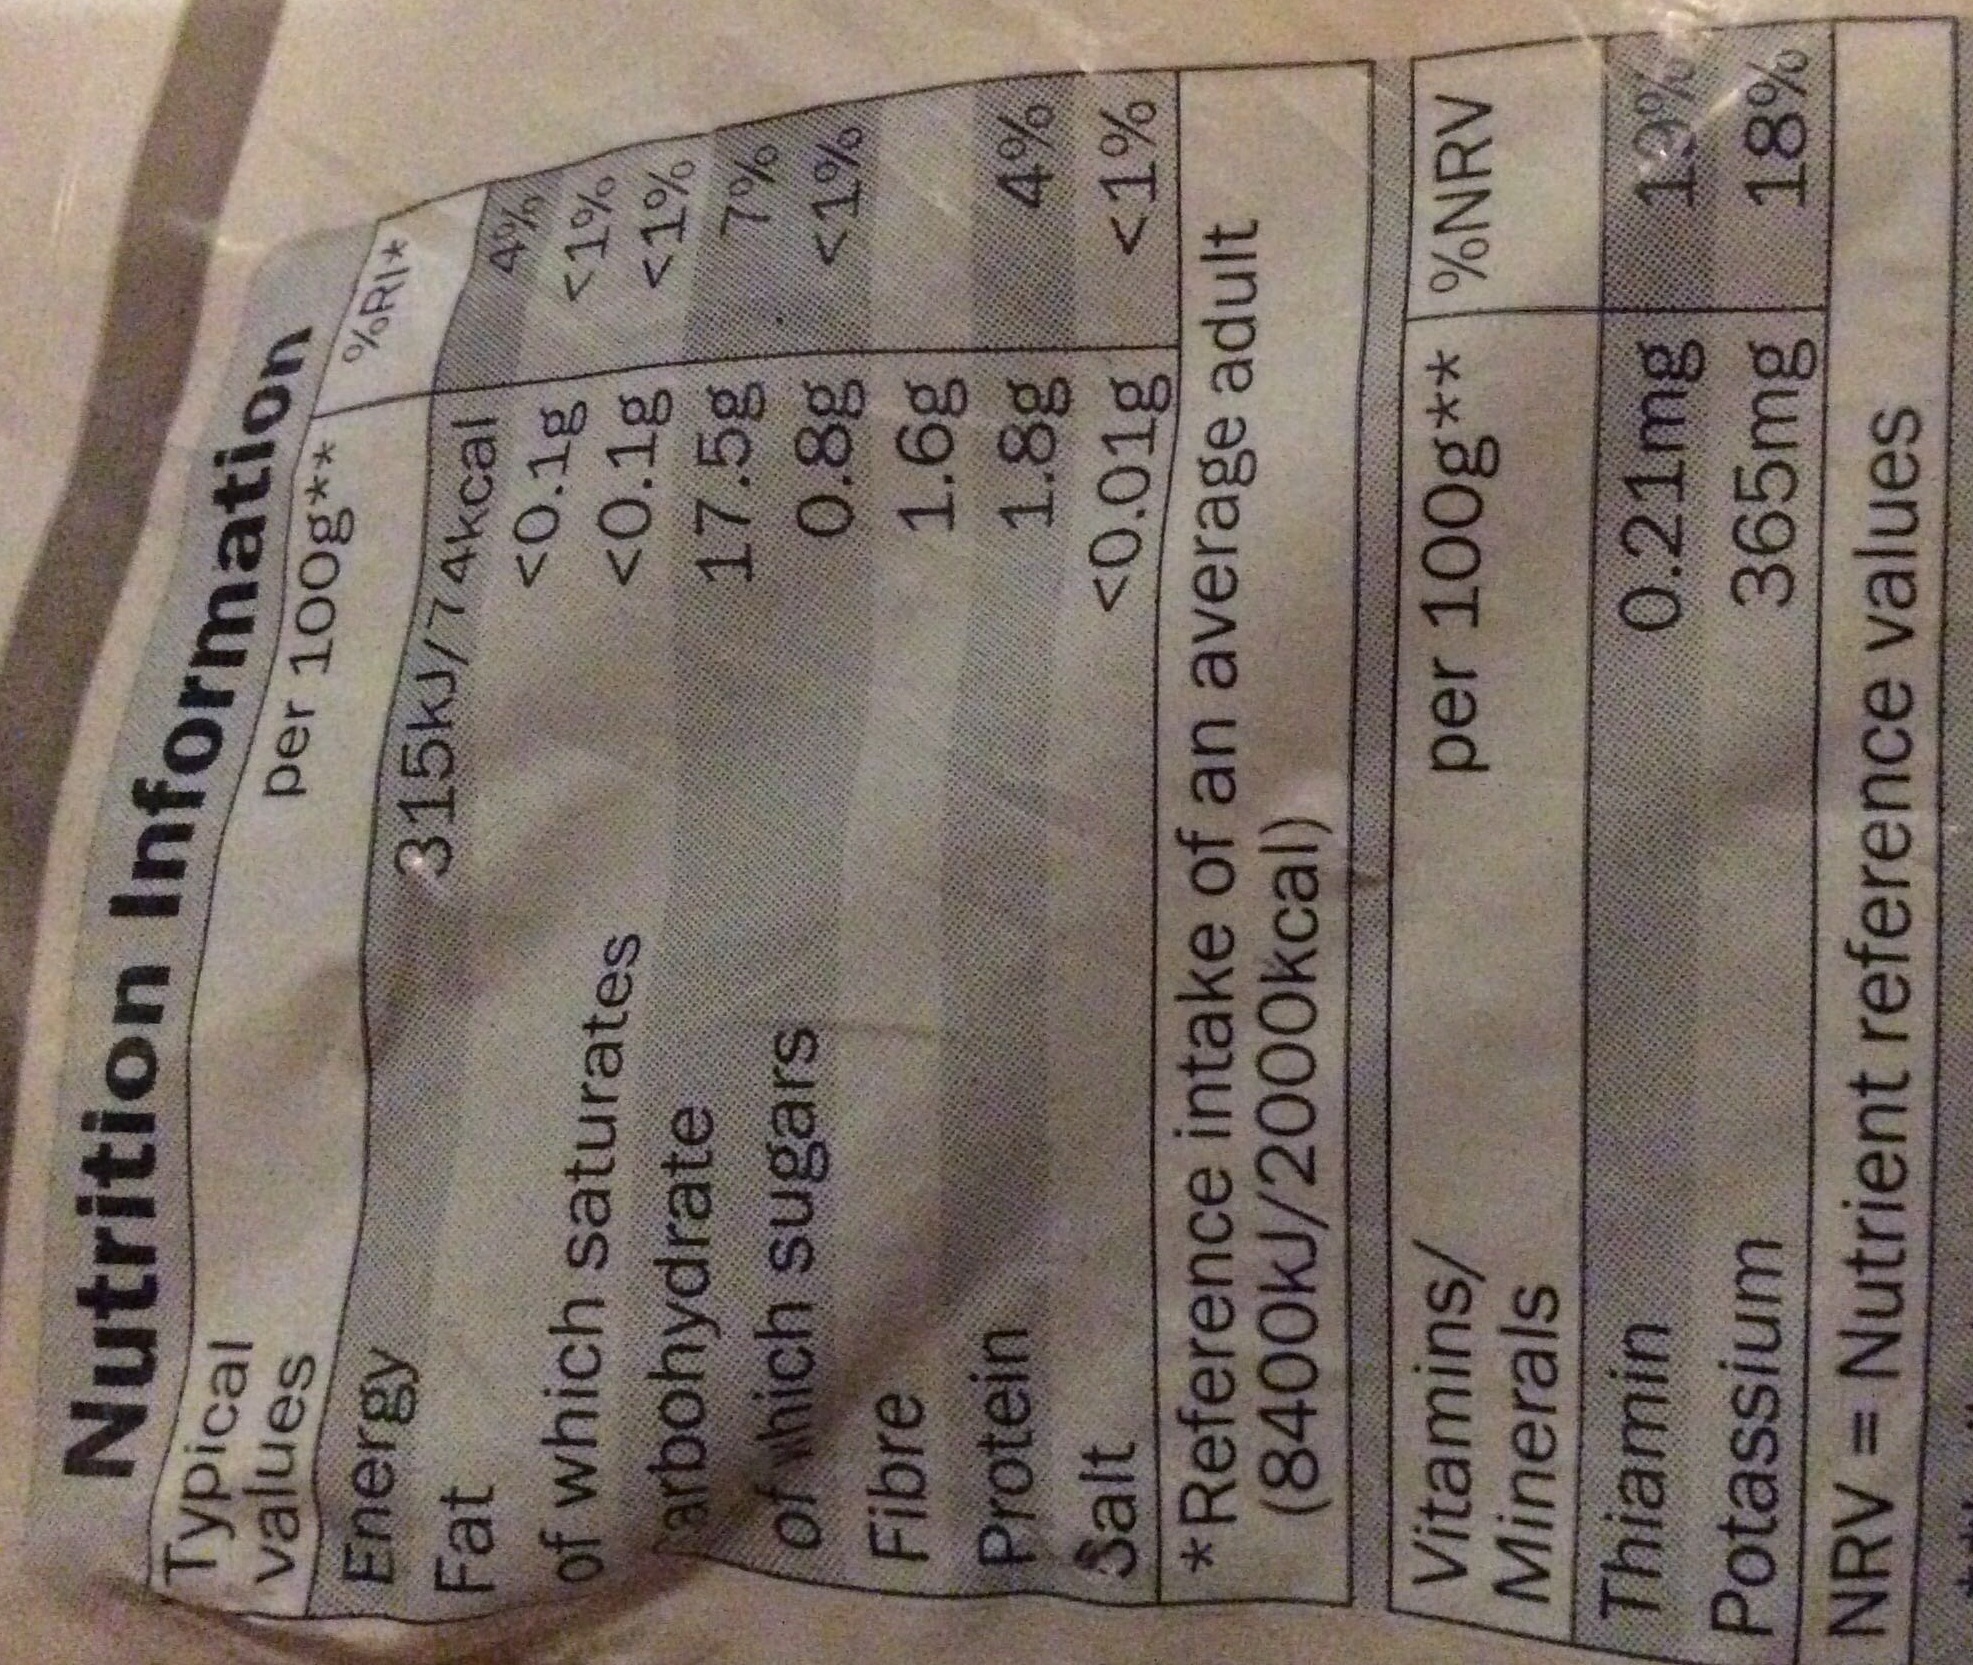 Nutrition Information
Typical values per 100g** %RI*
Energy 315kJ/74kcal 4%
Fat <0.1g <1%
of which saturates <0.1g <1%
Carbohydrate 17.5g 7%
of which sugars 0.8g <1%
Fibre 1.6g
Protein 1.8g 4%
Salt <0.01g <1%
*Reference intake of an average adult
(8400kJ/2000kcal)
Vitamins/
Minerals per 100g** %NRV
Thiamin 0.21mg 19%
Potassium 365mg 18%
NRV = Nutrient reference values